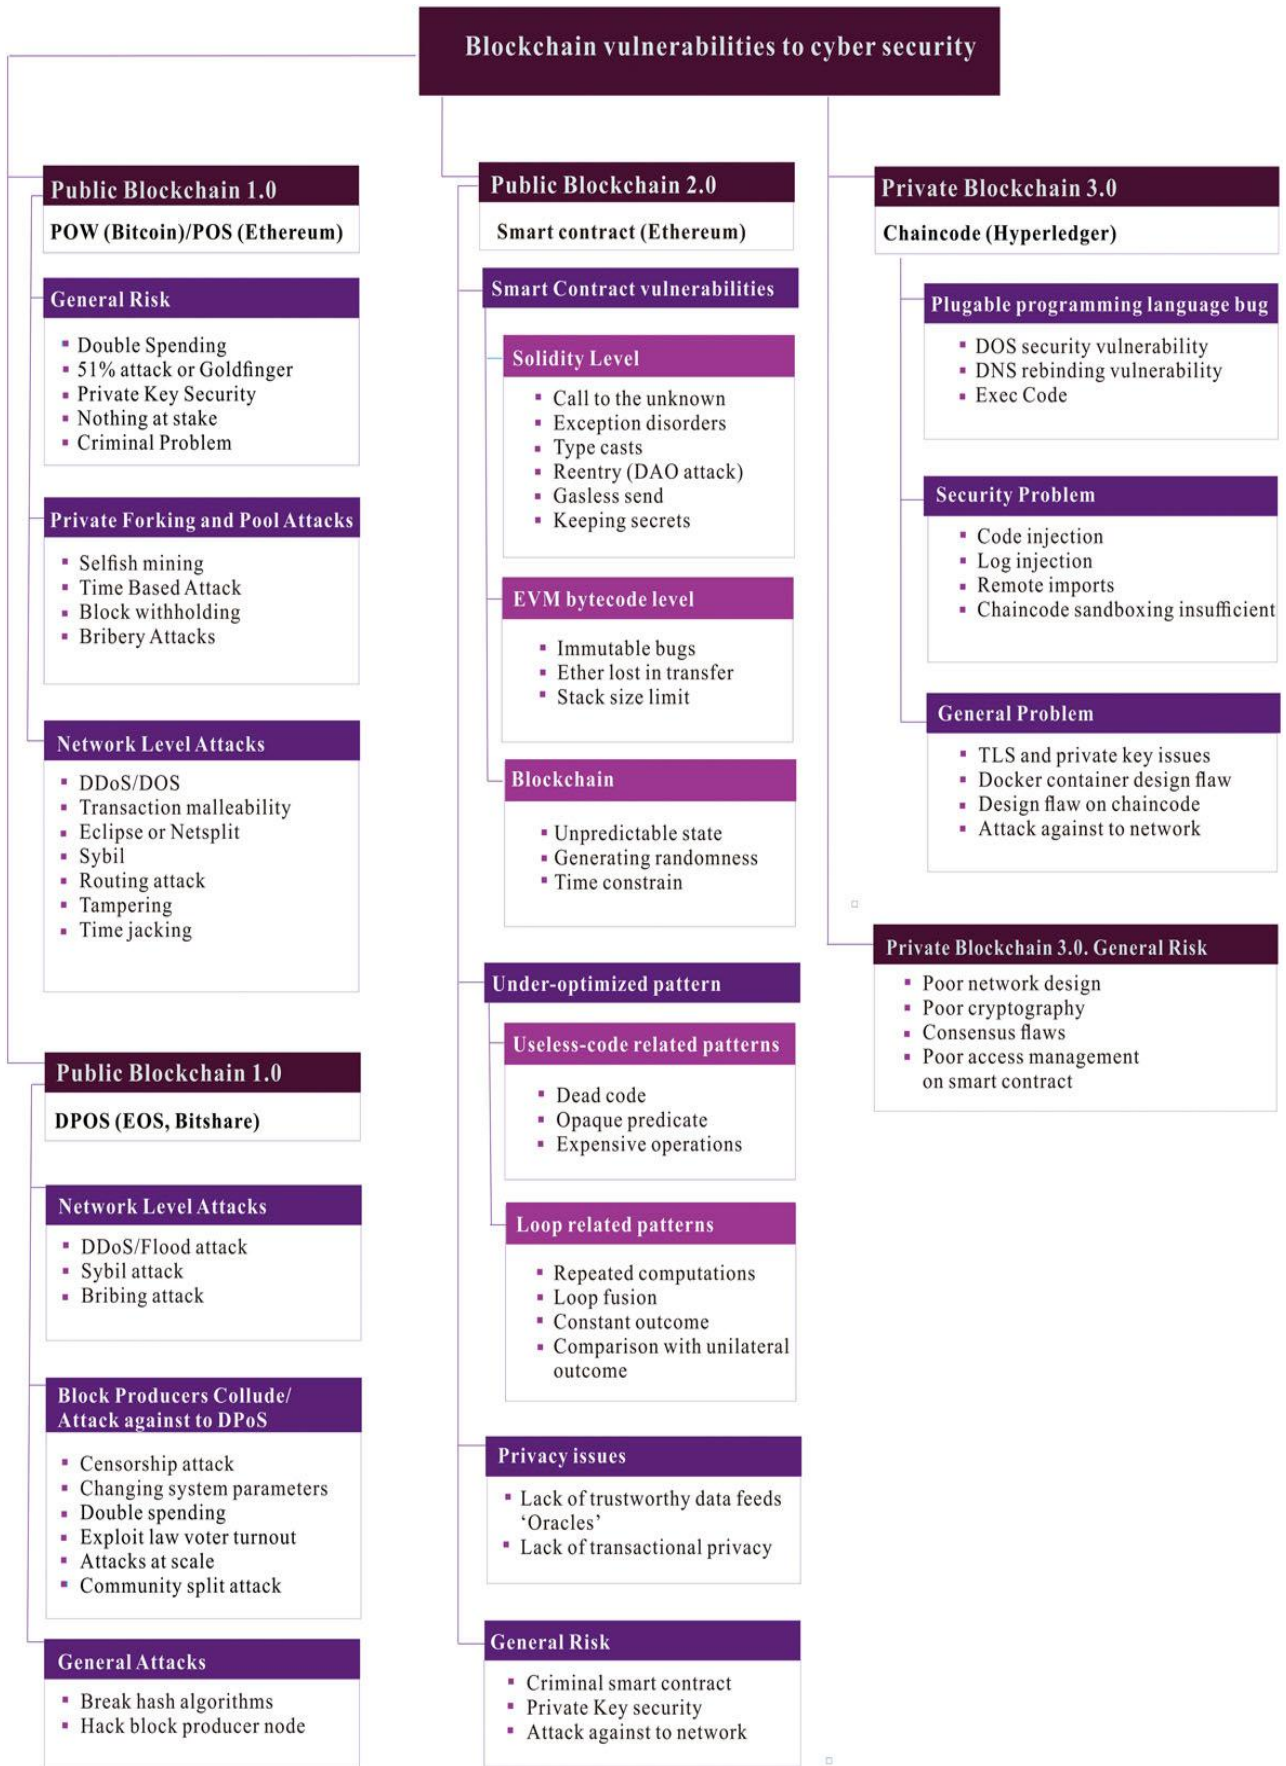 Blockchain vulnerabilities to cyber security
Public Blockchain 1.0
POW (Bitcoin)/POS (Ethereum)
General Risk
Double Spending
51% attack or Goldfinger
Private Key Security
Nothing at stake
Criminal Problem
Private Forking and Pool Attacks
Selfish mining
Time Based Attack
Block withholding
Bribery Attacks
Network Level Attacks
DDoS/DOS
Transaction malleability
Eclipse or Netsplit
Sybil
Routing attack
Tampering
Time jacking
Public Blockchain 1.0
DPOS (EOS, Bitshare)
Network Level Attacks
DDoS/Flood attack
Sybil attack
Bribing attack
Block Producers Collude/
Attack against to DPoS
Censorship attack
Changing system parameters
Double spending
Exploit law voter turnout
Attacks at scale
Community split attack
General Attacks
Break hash algorithms
Hack block producer node
Public Blockchain 2.0
Smart contract (Ethereum)
Smart Contract vulnerabilities
Solidity Level
Call to the unknown
Exception disorders
Type casts
Reentry (DAO attack)
Gasless send
Keeping secrets
EVM bytecode level
Immutable bugs
Ether lost in transfer
Stack size limit
Blockchain
Unpredictable state
Generating randomness
Time constrain
Under-optimized pattern
Useless-code related patterns
Dead code
Opaque predicate
Expensive operations
Loop related patterns
Repeated computations
Loop fusion
Constant outcome
Comparison with unilateral
outcome
Privacy issues
Lack of trustworthy data feeds
‘Oracles’
Lack of transactional privacy
General Risk
Criminal smart contract
Private Key security
Attack against to network
Private Blockchain 3.0
Chaincode (Hyperledger)
Plugable programming language bug
DOS security vulnerability
DNS rebinding vulnerability
Exec Code
Security Problem
Code injection
Log injection
Remote imports
Chaincode sandboxing insufficient
General Problem
TLS and private key issues
Docker container design flaw
Design flaw on chaincode
Attack against to network
Private Blockchain 3.0. General Risk
Poor network design
Poor cryptography
Consensus flaws
Poor access management
on smart contract